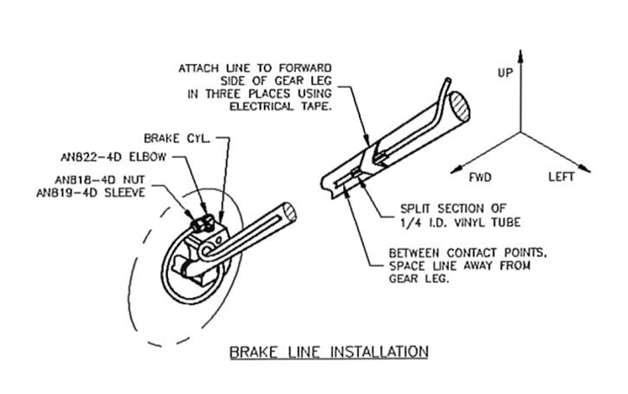 ATTACH LINE TO FORWARD
SIDE OF GEAR LEG
IN THREE PLACES USING
ELECTRICAL TAPE.
UP
BRAKE CYL.
AN822-4D ELBOW
AN818-4D NUT
AN819-4D SLEEVE
FWD
LEFT
SPLIT SECTION OF
1/4 I.D. VINYL TUBE
BETWEEN CONTACT POINTS,
SPACE LINE AWAY FROM
GEAR LEG.
BRAKE LINE INSTALLATION